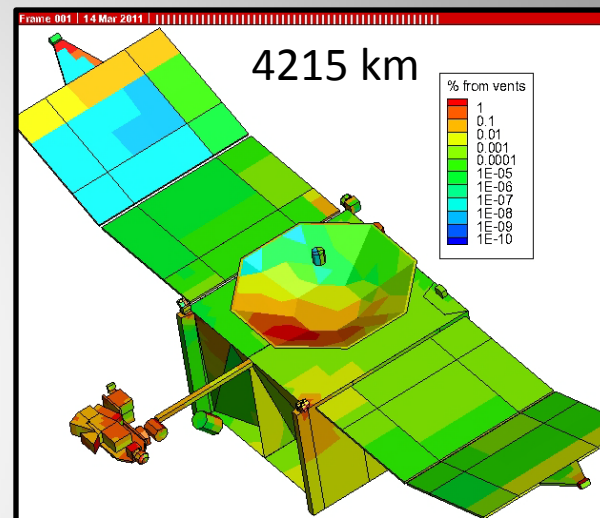 Frame 001 | 14 Mar 2011
4215 km
% from vents
1
0.1
0.01
0.001
0.0001
1E-05
1E-06
1E-07
1E-08
1E-09
1E-10